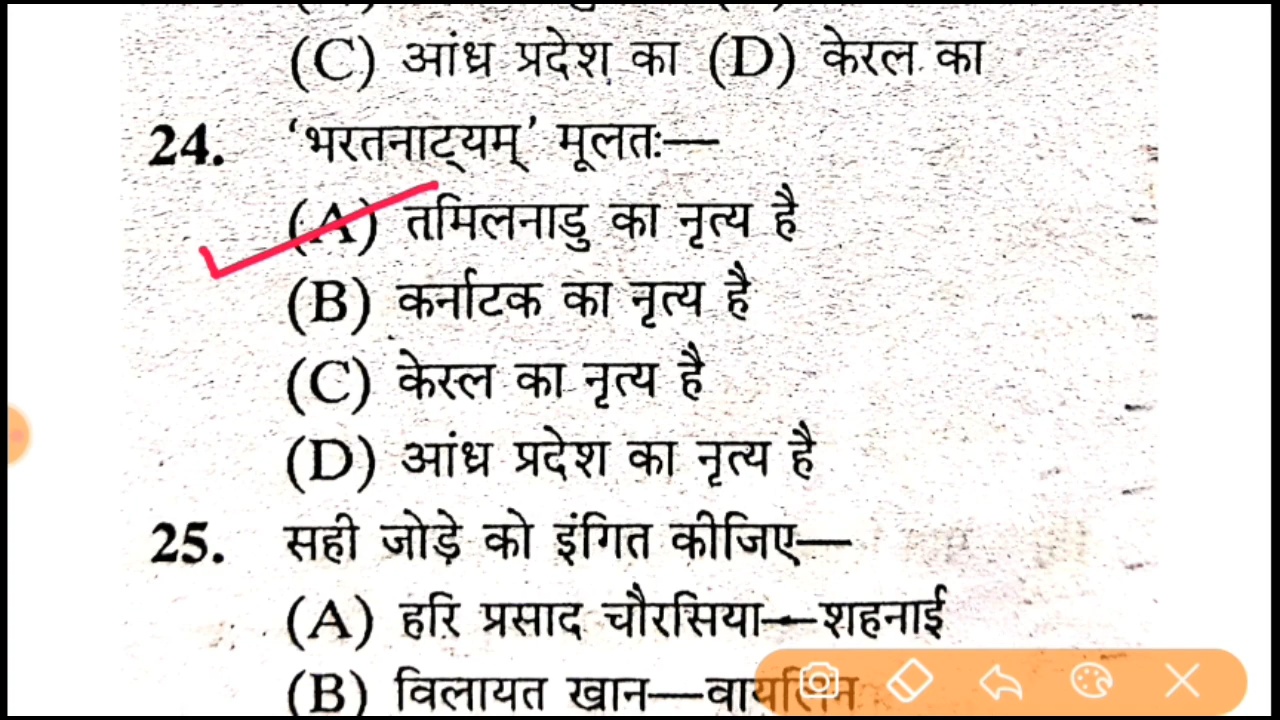 (C) आंध्र प्रदेश का (D) केरल का
24. 'भरतनाट्यम्' मूलतः—
(A) तमिलनाडु का नृत्य है
(B) कर्नाटक का नृत्य है
(C) केरल का नृत्य है
(D) आंध्र प्रदेश का नृत्य है
25. सही जोड़े को इंगित कीजिए—
(A) हरि प्रसाद चौरसिया—शहनाई
(B) विलायत खान—वायलिन